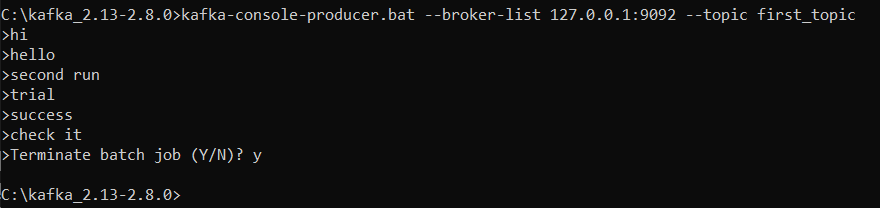 C:\kafka_2.13-2.8.0>kafka-console-producer.bat --broker-list 127.0.0.1:9092 --topic first_topic
>hi
>hello
>second run
>trial
>success
>check it
>Terminate batch job (Y/N)? y
C:\kafka_2.13-2.8.0>